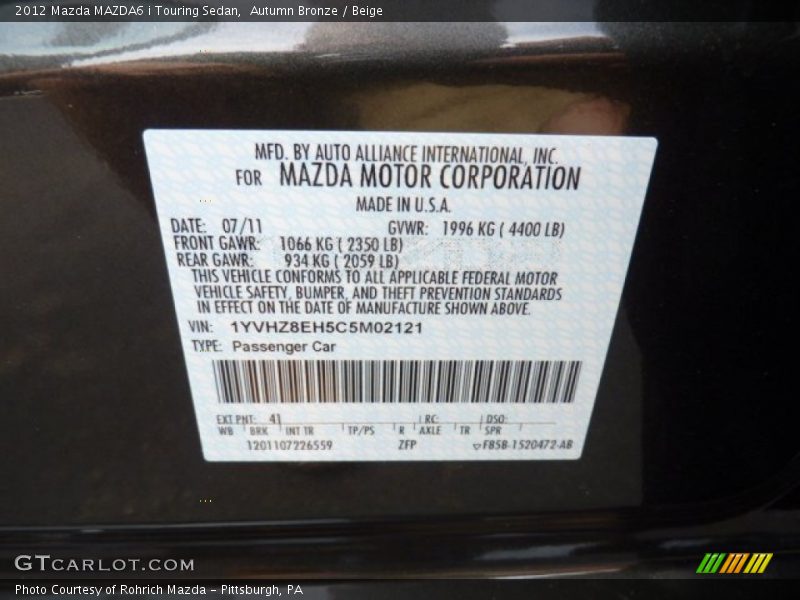 2012 Mazda MAZDA6 i Touring Sedan,  Autumn Bronze / Beige
MFD. BY AUTO ALLIANCE INTERNATIONAL, INC.
FOR MAZDA MOTOR CORPORATION
MADE IN U.S.A.
DATE: 07/11 GVWR: 1996 KG ( 4400 LB)
FRONT GAWR: 1066 KG ( 2350 LB)
REAR GAWR: 934 KG ( 2059 LB)
THIS VEHICLE CONFORMS TO ALL APPLICABLE FEDERAL MOTOR
VEHICLE SAFETY, BUMPER, AND THEFT PREVENTION STANDARDS
IN EFFECT ON THE DATE OF MANUFACTURE SHOWN ABOVE.
VIN: 1YVHZ8EH5C5M02121
TYPE: Passenger Car
EXT PNT: 41 RC: DSO:
WB BRK INT TR TP/PS R AXLE TR SPR
1201107226559 ZFP F85B-1520472-AB
GTCARLOT.COM
Photo Courtesy of Rohrich Mazda - Pittsburgh, PA